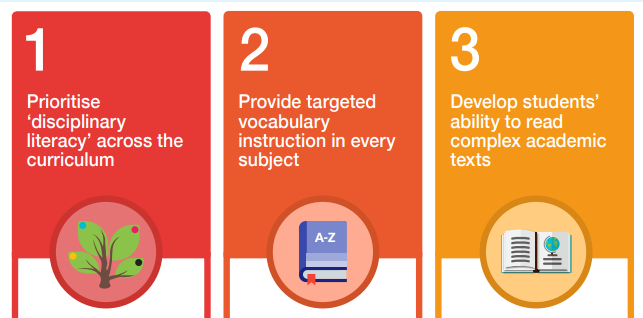 1
Prioritise
‘disciplinary
literacy’ across the
curriculum
2
Provide targeted
vocabulary
instruction in every
subject
A-Z
3
Develop students’
ability to read
complex academic
texts